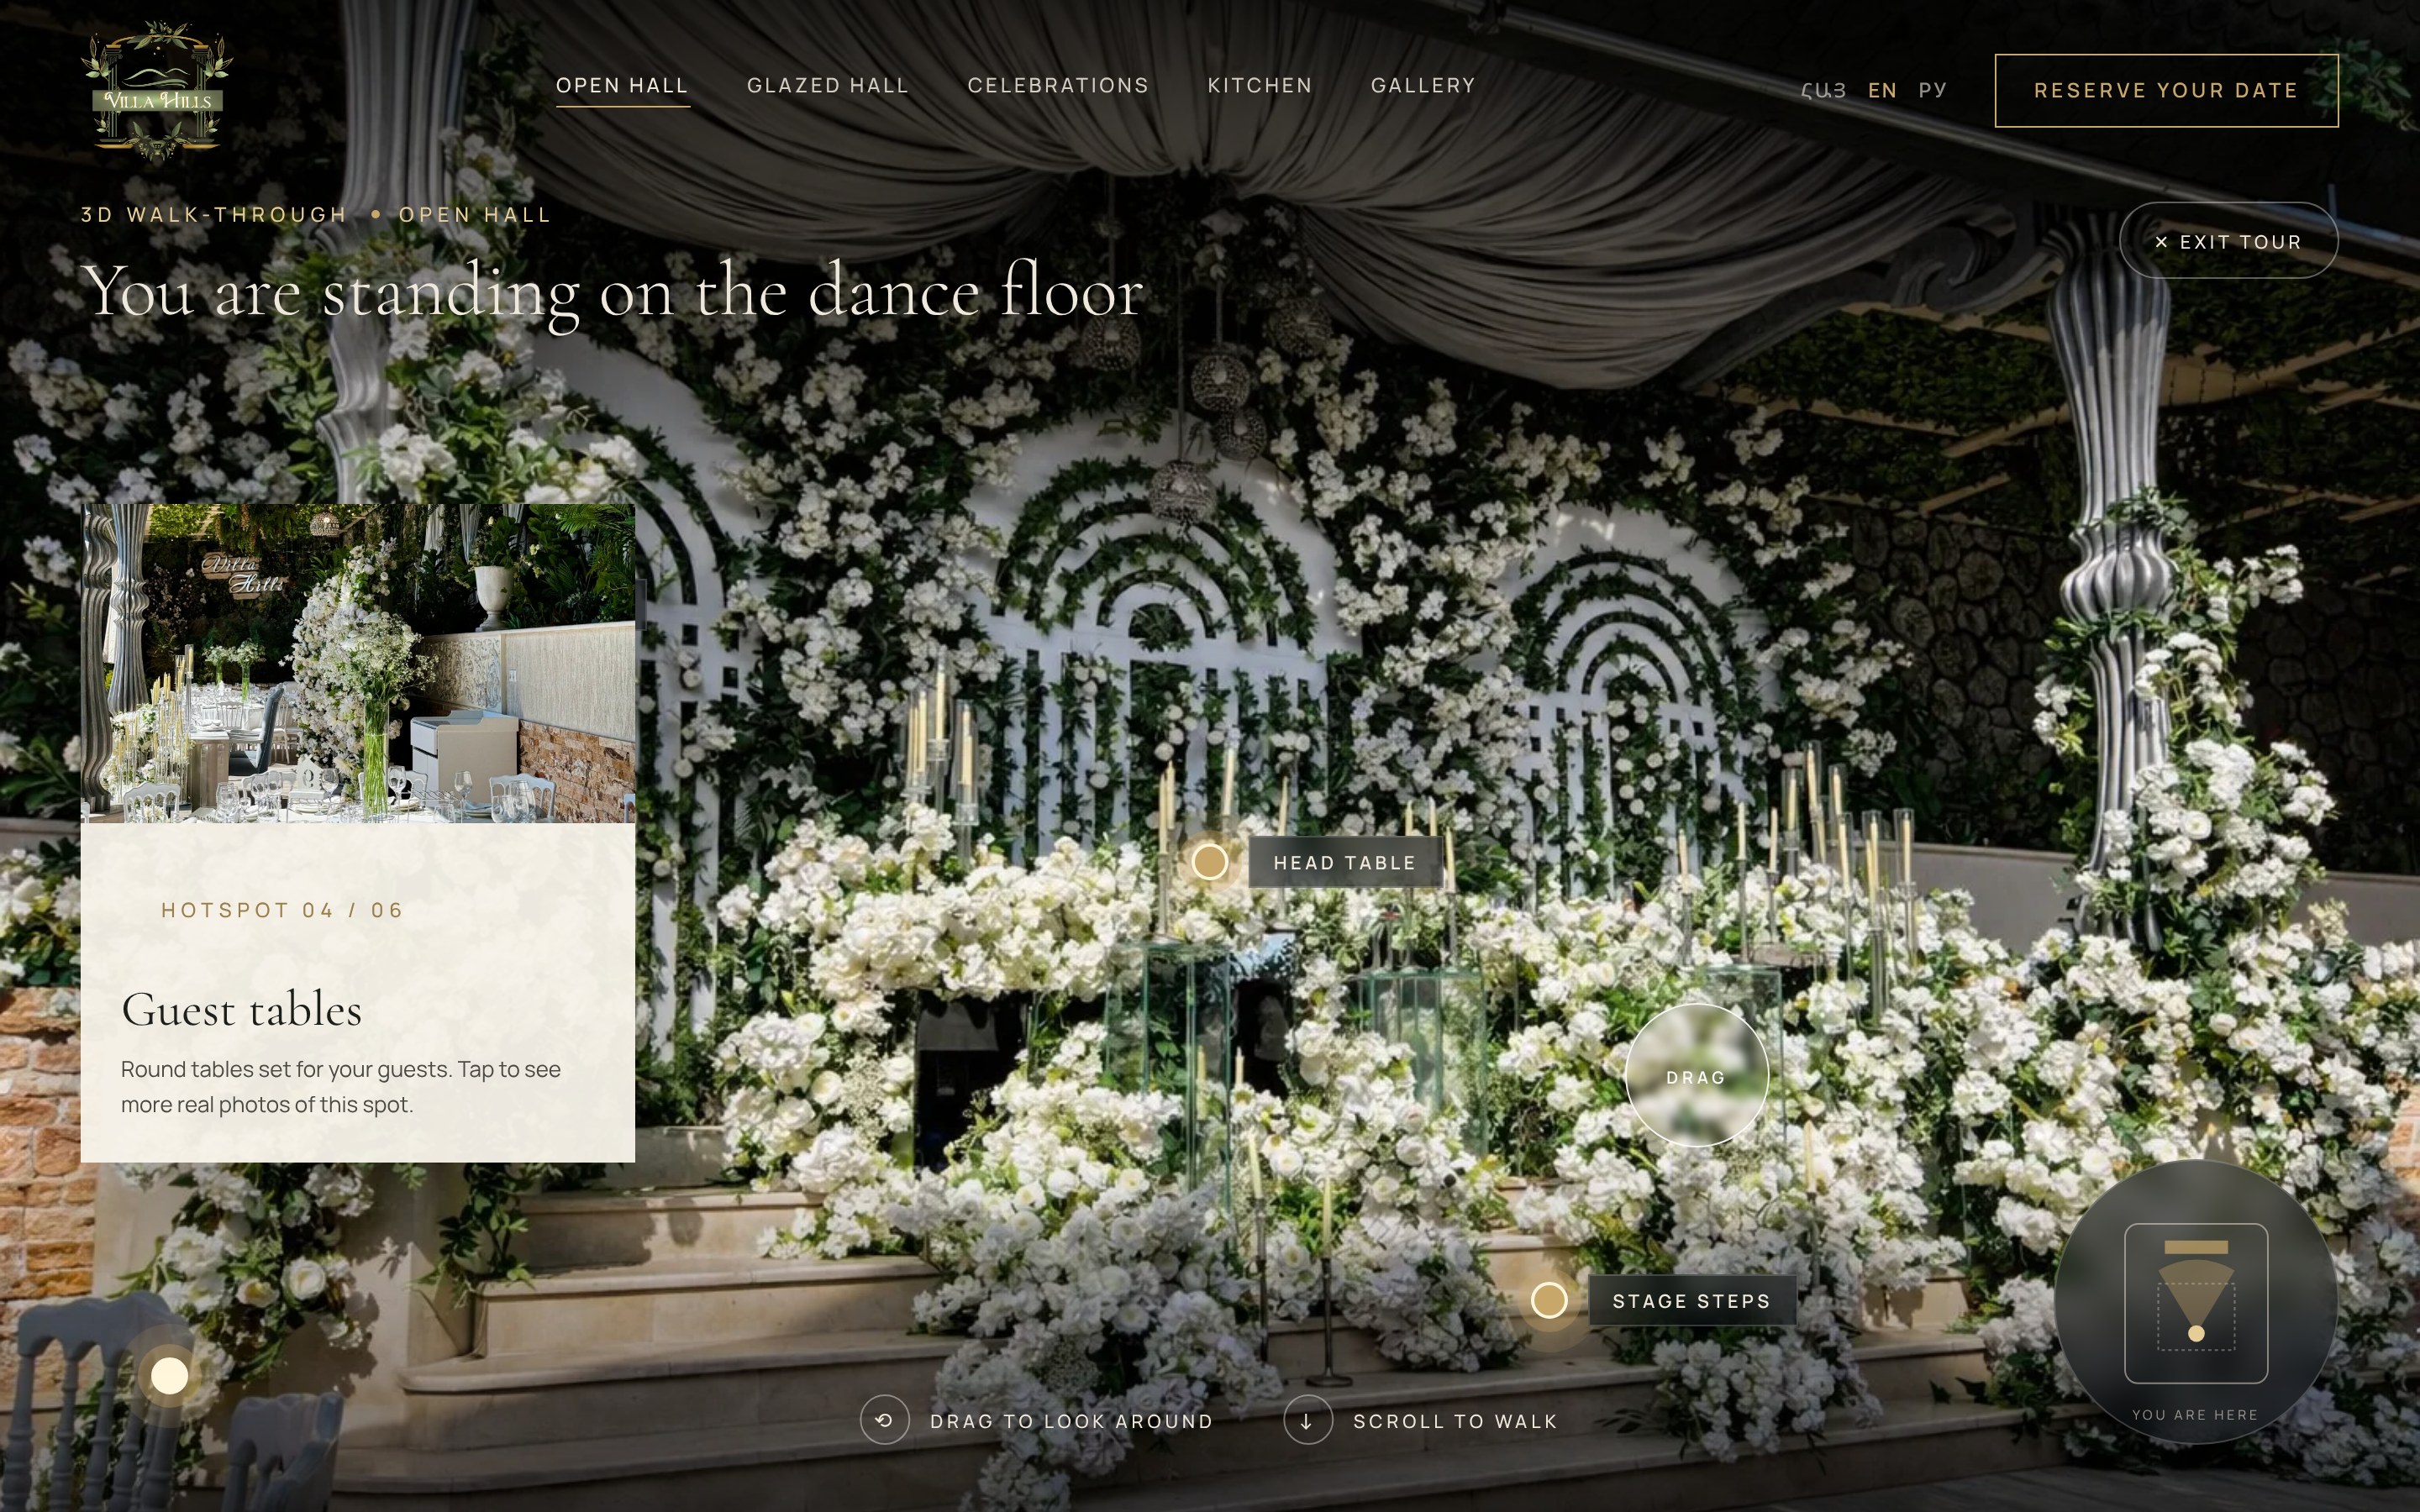 VILLA HILLS
OPEN HALL
GLAZED HALL
CELEBRATIONS
KITCHEN
GALLERY
ՀԱՅ EN РУ
RESERVE YOUR DATE
3D WALK-THROUGH • OPEN HALL
✕ EXIT TOUR
You are standing on the dance floor
Villa
Hills
HEAD TABLE
HOTSPOT 04 / 06
Guest tables
Round tables set for your guests. Tap to see
more real photos of this spot.
DRAG
STAGE STEPS
DRAG TO LOOK AROUND
SCROLL TO WALK
YOU ARE HERE